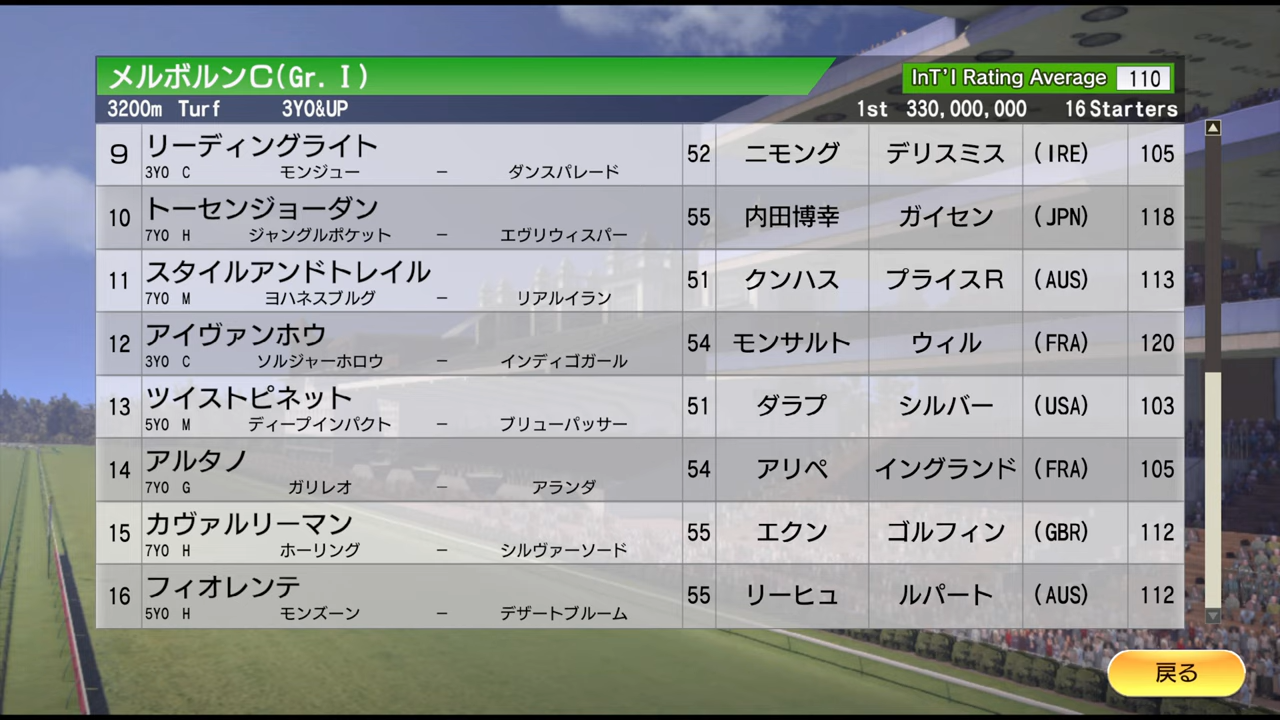 メルボルンC(Gr.Ⅰ)
InT'l Rating Average 110
3200m Turf 3YO&UP 1st 330,000,000 16Starters
9 リーディングライト 52 ニモング デリスミス (IRE) 105
3YO C モンジュー － ダンスパレード
10 トーセンジョーダン 55 内田博幸 ガイセン (JPN) 118
7YO H ジャングルポケット － エヴリウィスパー
11 スタイルアンドトレイル 51 クンハス プライスR (AUS) 113
7YO M ヨハネスブルグ － リアルイラン
12 アイヴァンホウ 54 モンサルト ウィル (FRA) 120
3YO C ソルジャーホロウ － インディゴガール
13 ツイストピネット 51 ダラプ シルバー (USA) 103
5YO M ディープインパクト － ブリューパッサー
14 アルタノ 54 アリペ イングランド (FRA) 105
7YO G ガリレオ － アランダ
15 カヴァルリーマン 55 エクン ゴルフィン (GBR) 112
7YO H ホーリング － シルヴァーソード
16 フィオレンテ 55 リーヒュ ルパート (AUS) 112
5YO H モンズーン － デザートブルーム
戻る